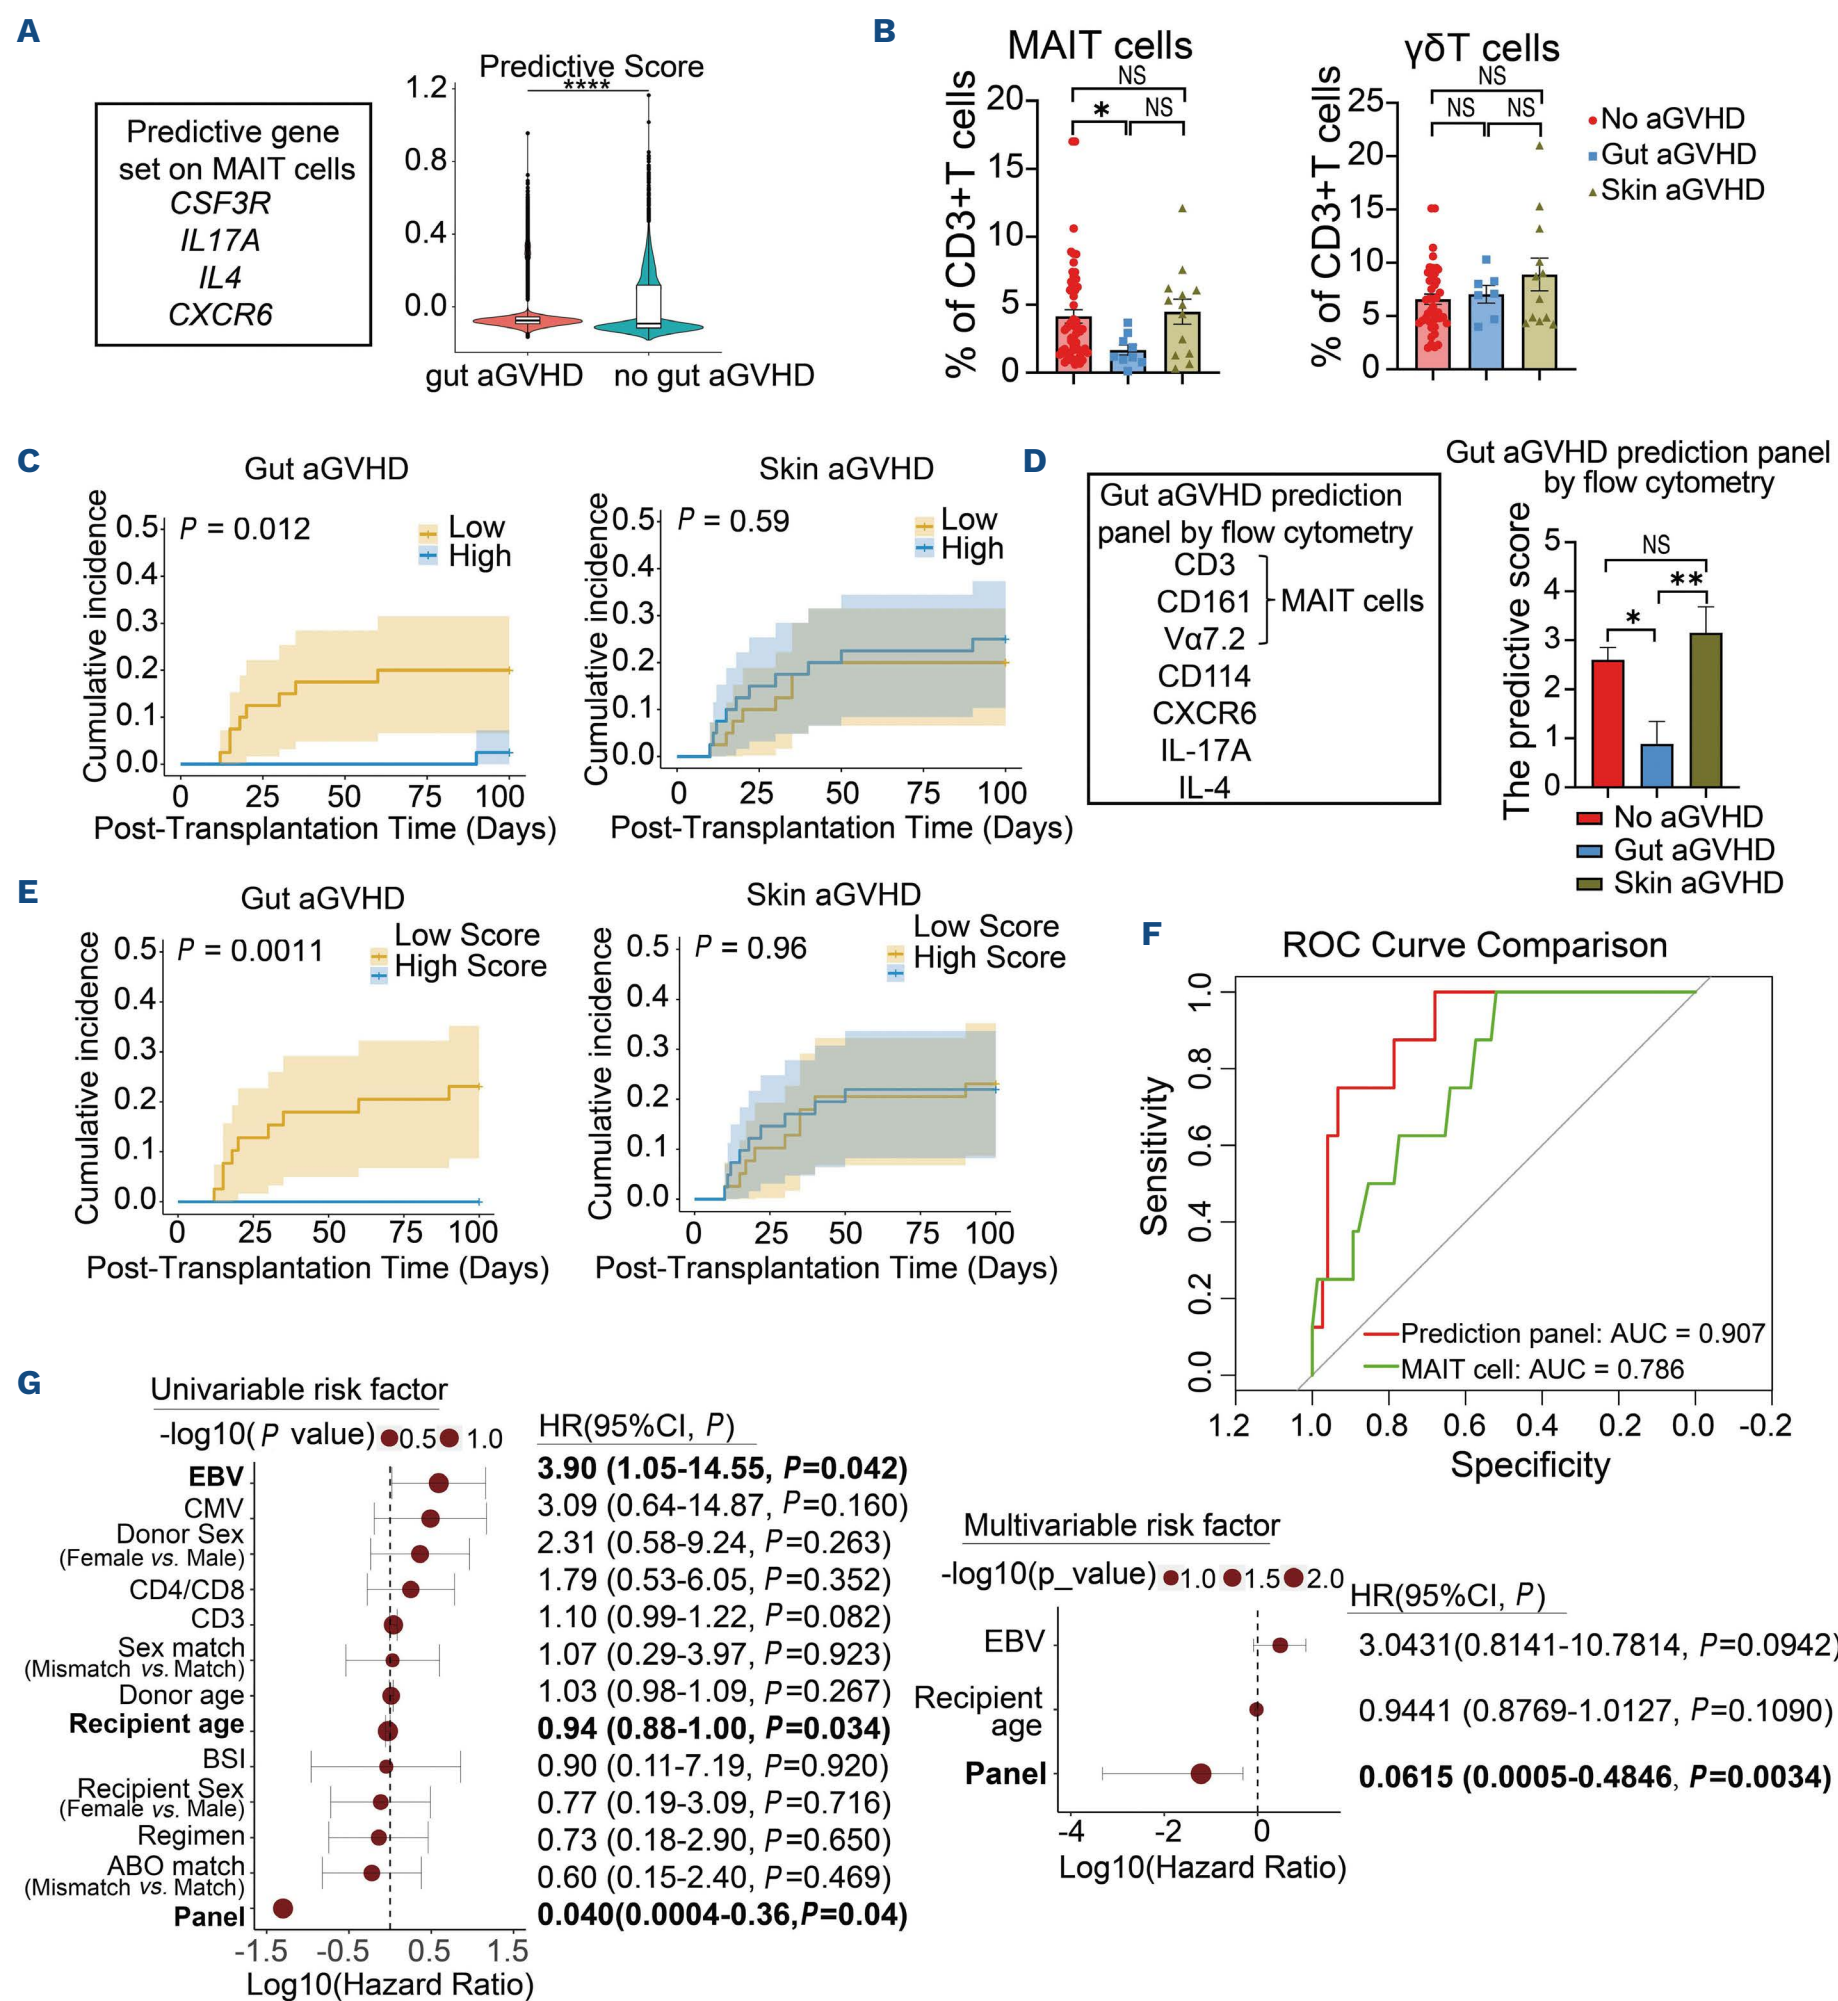 A
Predictive gene
set on MAIT cells
CSF3R
IL17A
IL4
CXCR6
Predictive Score
****
1.2
0.8
0.4
0.0
gut aGVHD
no gut aGVHD
B
MAIT cells
% of CD3+T cells
20
15
10
5
0
NS
*
NS
γδT cells
% of CD3+T cells
25
20
15
10
5
0
NS
NS
NS
No aGVHD
Gut aGVHD
Skin aGVHD
C
Gut aGVHD
P = 0.012
Low
High
Cumulative incidence
0.5
0.4
0.3
0.2
0.1
0.0
0 25 50 75 100
Post-Transplantation Time (Days)
Skin aGVHD
P = 0.59
Low
High
Cumulative incidence
0.5
0.4
0.3
0.2
0.1
0.0
0 25 50 75 100
Post-Transplantation Time (Days)
D
Gut aGVHD prediction
panel by flow cytometry
CD3
CD161
Vα7.2
MAIT cells
CD114
CXCR6
IL-17A
IL-4
Gut aGVHD prediction panel
by flow cytometry
The predictive score
5
4
3
2
1
0
NS
**
*
No aGVHD
Gut aGVHD
Skin aGVHD
E
Gut aGVHD
P = 0.0011
Low Score
High Score
Cumulative incidence
0.5
0.4
0.3
0.2
0.1
0.0
0 25 50 75 100
Post-Transplantation Time (Days)
Skin aGVHD
P = 0.96
Low Score
High Score
Cumulative incidence
0.5
0.4
0.3
0.2
0.1
0.0
0 25 50 75 100
Post-Transplantation Time (Days)
F
ROC Curve Comparison
Sensitivity
1.0
0.8
0.6
0.4
0.2
0.0
Prediction panel: AUC = 0.907
MAIT cell: AUC = 0.786
1.2 1.0 0.8 0.6 0.4 0.2 0.0 -0.2
Specificity
G
Univariable risk factor
-log10( P value) 0.5 1.0
HR(95%CI, P)
EBV 3.90 (1.05-14.55, P=0.042)
CMV 3.09 (0.64-14.87, P=0.160)
Donor Sex
(Female vs. Male) 2.31 (0.58-9.24, P=0.263)
CD4/CD8 1.79 (0.53-6.05, P=0.352)
CD3 1.10 (0.99-1.22, P=0.082)
Sex match
(Mismatch vs. Match) 1.07 (0.29-3.97, P=0.923)
Donor age 1.03 (0.98-1.09, P=0.267)
Recipient age 0.94 (0.88-1.00, P=0.034)
BSI 0.90 (0.11-7.19, P=0.920)
Recipient Sex
(Female vs. Male) 0.77 (0.19-3.09, P=0.716)
Regimen 0.73 (0.18-2.90, P=0.650)
ABO match
(Mismatch vs. Match) 0.60 (0.15-2.40, P=0.469)
Panel 0.040(0.0004-0.36,P=0.04)
-1.5 -0.5 0.5 1.5
Log10(Hazard Ratio)
Multivariable risk factor
-log10(p_value) 1.0 1.5 2.0
HR(95%CI, P)
EBV 3.0431(0.8141-10.7814, P=0.0942)
Recipient
age 0.9441 (0.8769-1.0127, P=0.1090)
Panel 0.0615 (0.0005-0.4846, P=0.0034)
-4 -2 0
Log10(Hazard Ratio)